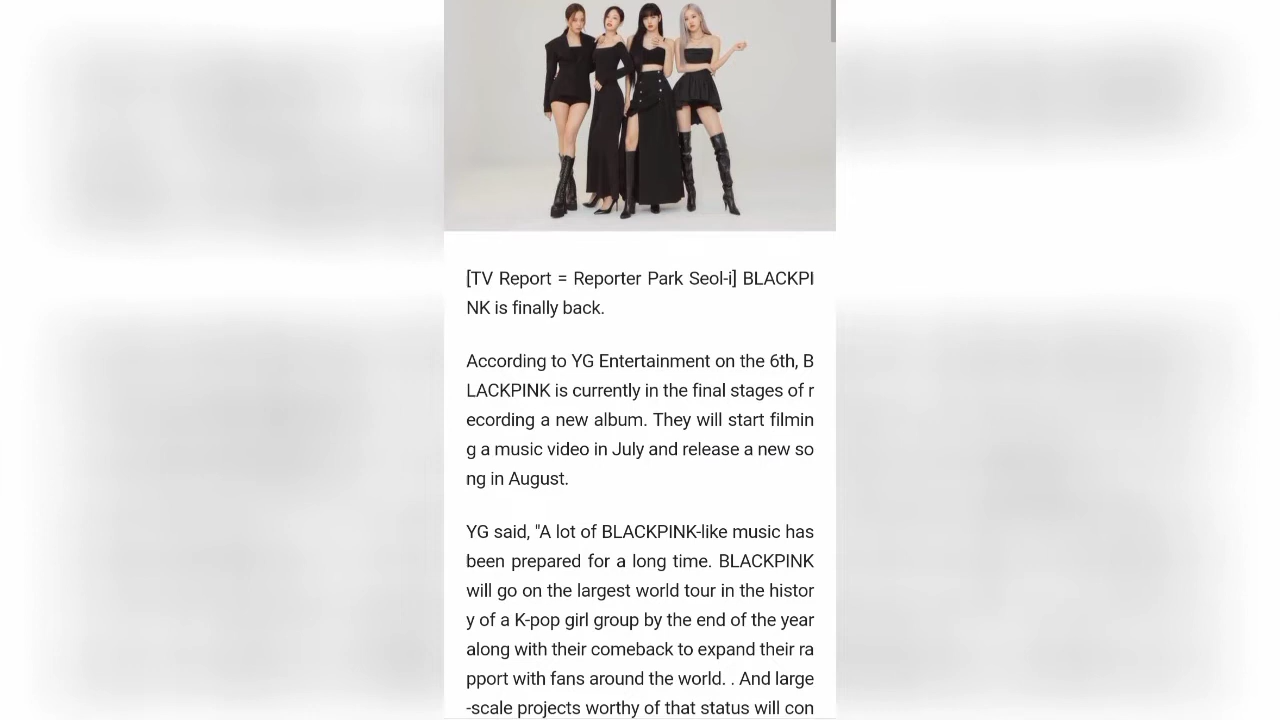 [TV Report = Reporter Park Seol-i] BLACKPI
NK is finally back.
According to YG Entertainment on the 6th, B
LACKPINK is currently in the final stages of r
ecording a new album. They will start filmin
g a music video in July and release a new so
ng in August.
YG said, "A lot of BLACKPINK-like music has
been prepared for a long time. BLACKPINK
will go on the largest world tour in the histor
y of a K-pop girl group by the end of the year
along with their comeback to expand their ra
pport with fans around the world. . And large
-scale projects worthy of that status will con